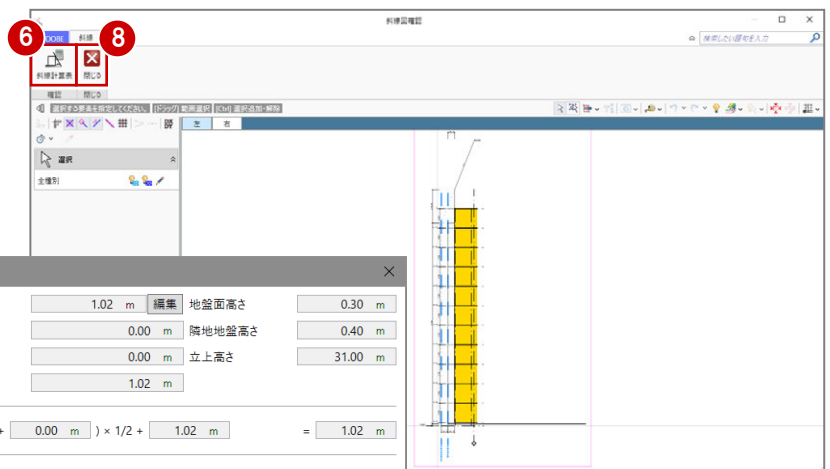 斜線図確認
6
8
OOBE 斜線
検索したい語句を入力
斜線計算表 閉じる
確認 閉じる
選択する要素を指定してください。 [ドラッグ] 範囲選択 [Ctrl] 選択追加・解除
左 右
選択
全種別
1.02 m 編集 地盤面高さ 0.30 m
0.00 m 隣地地盤高さ 0.40 m
0.00 m 立上高さ 31.00 m
1.02 m
+ 0.00 m ) × 1/2 + 1.02 m = 1.02 m